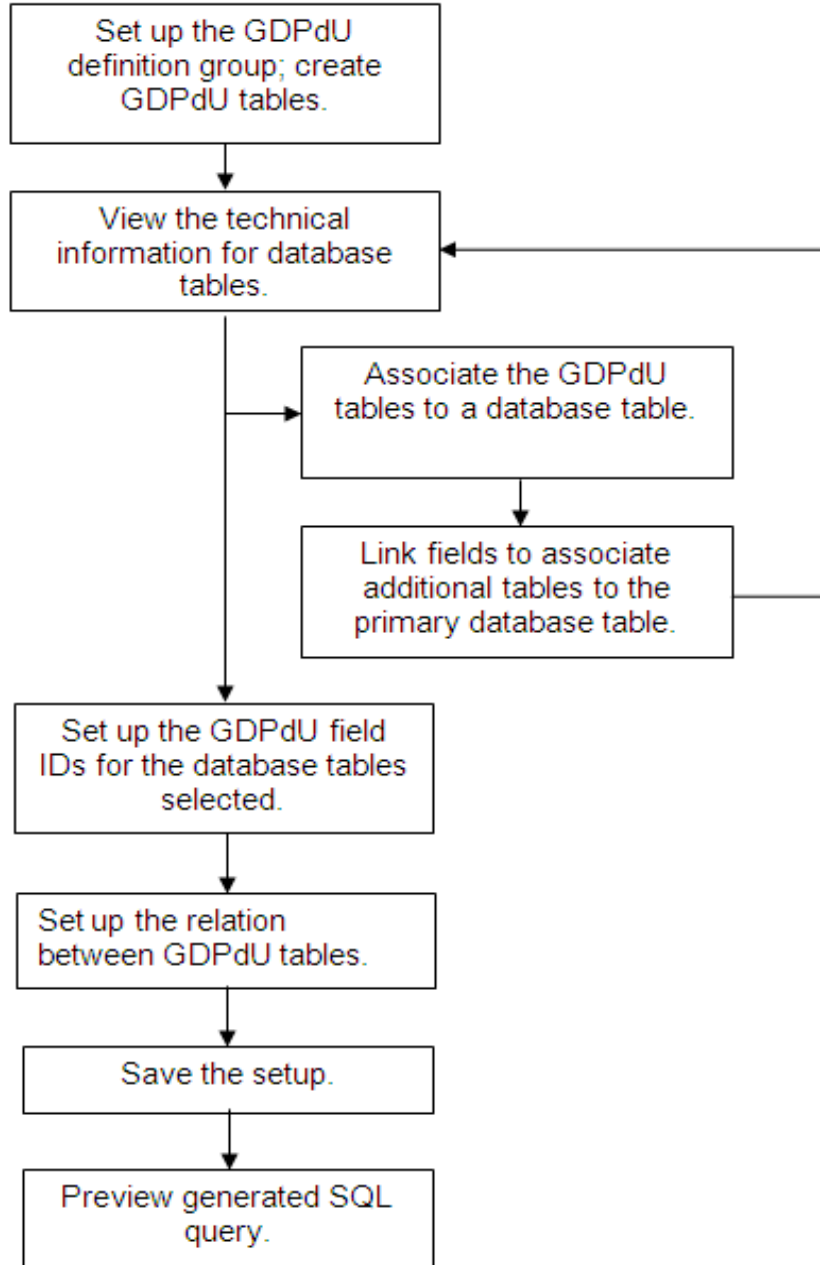 Set up the GDPdU
definition group; create
GDPdU tables.
View the technical
information for database
tables.
Associate the GDPdU
tables to a database table.
Link fields to associate
additional tables to the
primary database table.
Set up the GDPdU field
IDs for the database tables
selected.
Set up the relation
between GDPdU tables.
Save the setup.
Preview generated SQL
query.